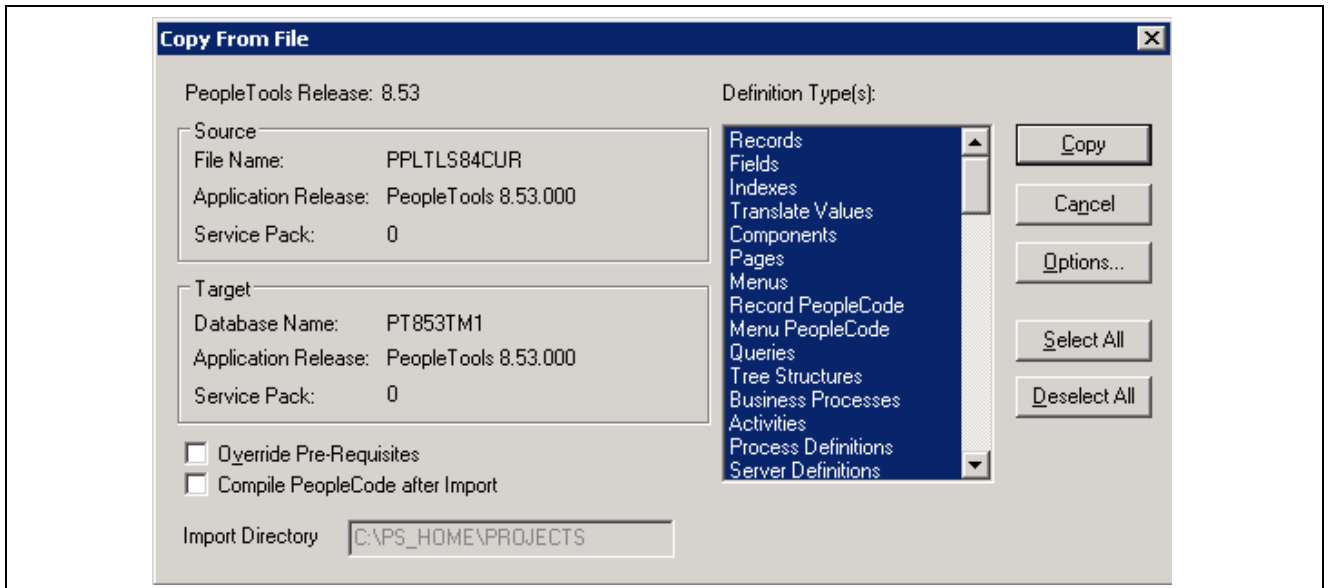 Copy From File
PeopleTools Release: 8.53
Source
File Name: PPLTLS84CUR
Application Release: PeopleTools 8.53.000
Service Pack: 0
Target
Database Name: PT853TM1
Application Release: PeopleTools 8.53.000
Service Pack: 0
Override Pre-Requisites
Compile PeopleCode after Import
Import Directory C:\PS_HOME\PROJECTS
Definition Type(s):
Records
Fields
Indexes
Translate Values
Components
Pages
Menus
Record PeopleCode
Menu PeopleCode
Queries
Tree Structures
Business Processes
Activities
Process Definitions
Server Definitions
Copy
Cancel
Options...
Select All
Deselect All